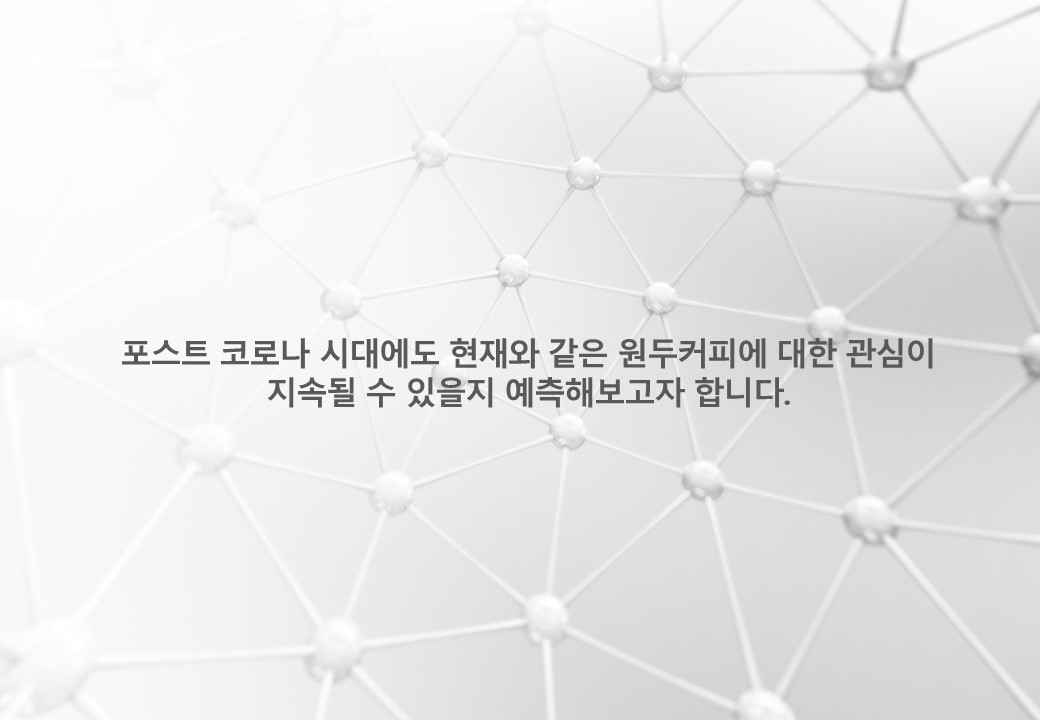 포스트 코로나 시대에도 현재와 같은 원두커피에 대한 관심이
지속될 수 있을지 예측해보고자 합니다.